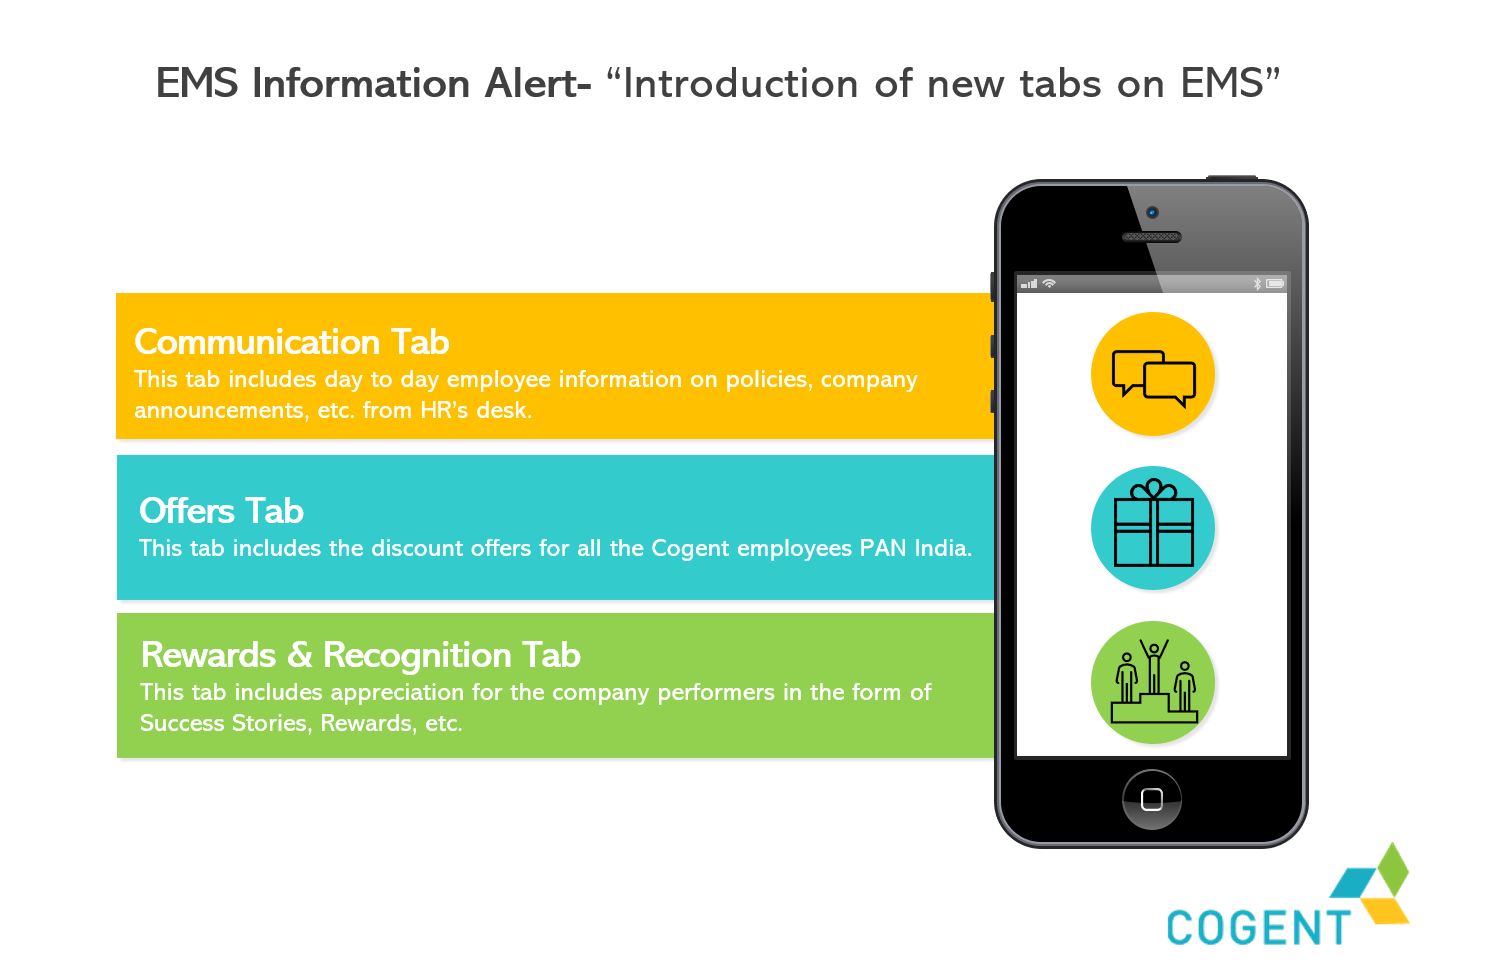 EMS Information Alert- “Introduction of new tabs on EMS”
Communication Tab
This tab includes day to day employee information on policies, company
announcements, etc. from HR’s desk.
Offers Tab
This tab includes the discount offers for all the Cogent employees PAN India.
Rewards & Recognition Tab
This tab includes appreciation for the company performers in the form of
Success Stories, Rewards, etc.
COGENT